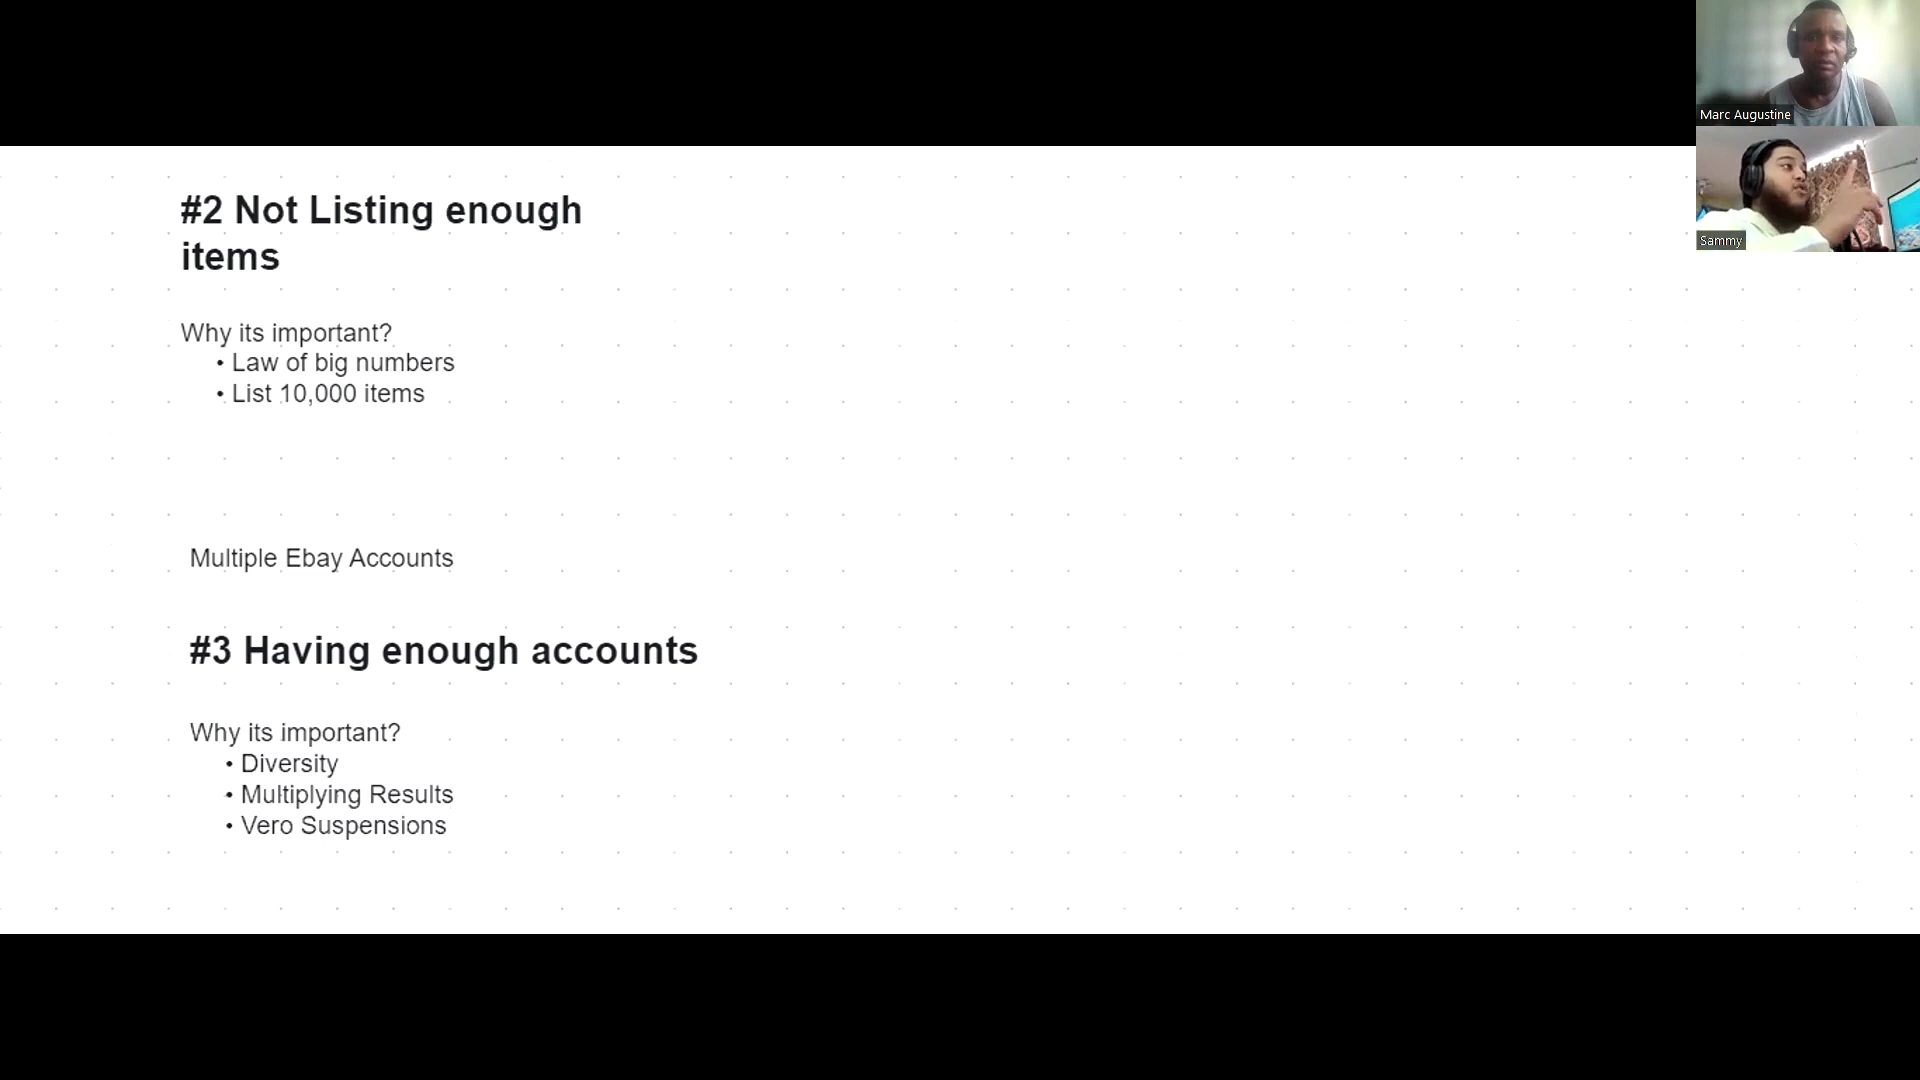 Marc Augustine
Sammy
#2 Not Listing enough
items
Why its important?
• Law of big numbers
• List 10,000 items
Multiple Ebay Accounts
#3 Having enough accounts
Why its important?
• Diversity
• Multiplying Results
• Vero Suspensions